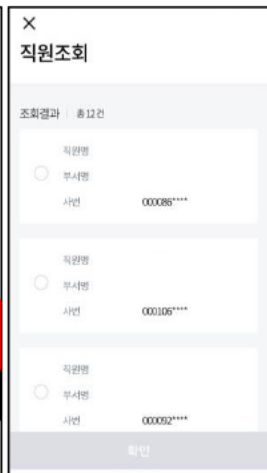 ×
직원조회
조회결과 | 총 12 건
직원명
부서명
사번 000086****
직원명
부서명
사번 000106****
직원명
부서명
사번 000092****
확인